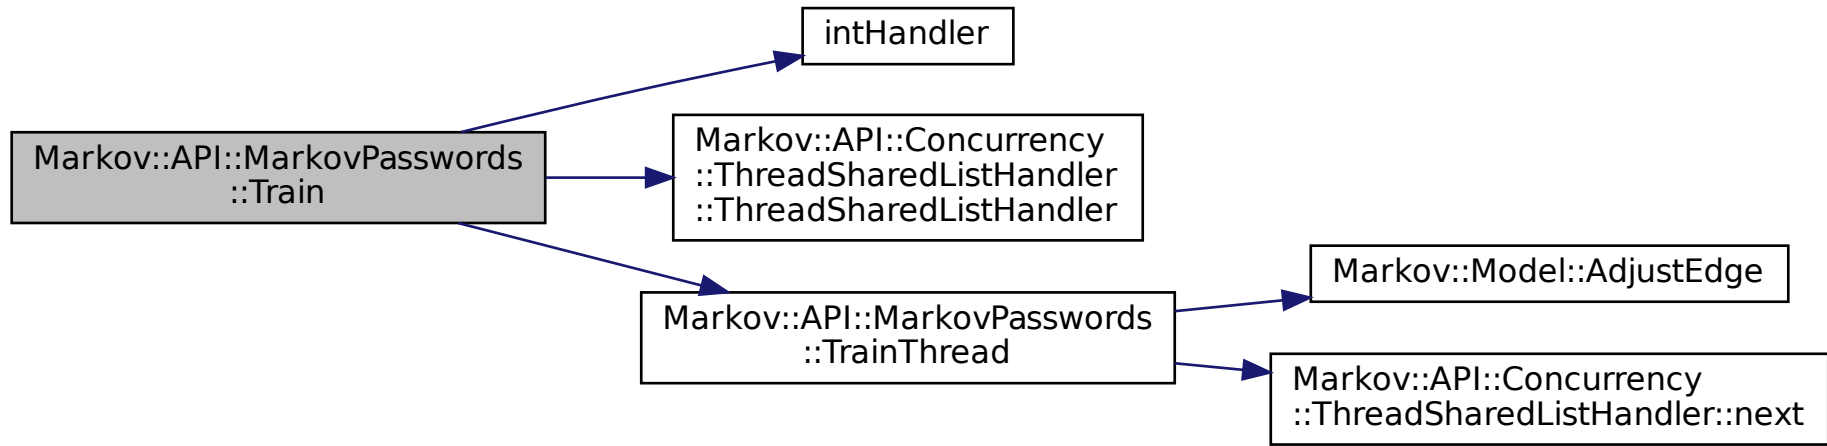 intHandler
Markov::API::MarkovPasswords
::Train
Markov::API::Concurrency
::ThreadSharedListHandler
::ThreadSharedListHandler
Markov::API::MarkovPasswords
::TrainThread
Markov::Model::AdjustEdge
Markov::API::Concurrency
::ThreadSharedListHandler::next